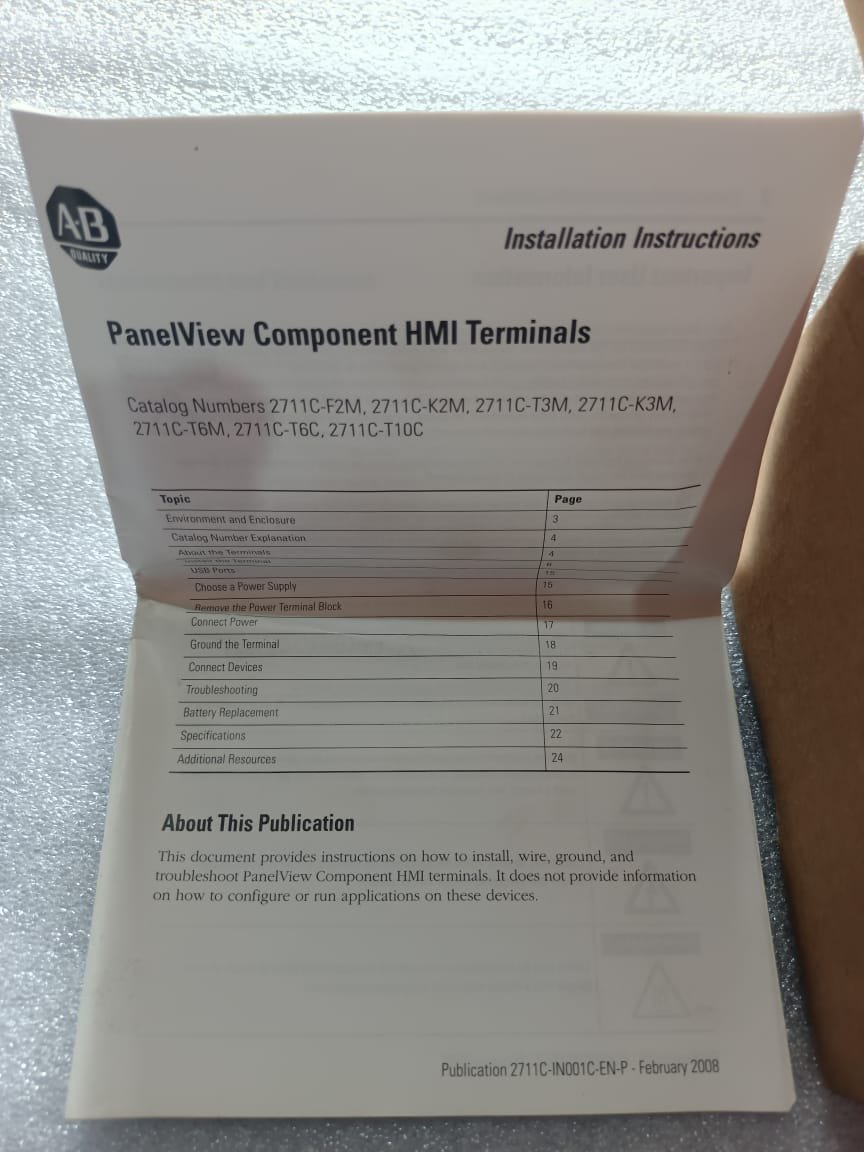 A·B
QUALITY
Installation Instructions
PanelView Component HMI Terminals
Catalog Numbers 2711C-F2M, 2711C-K2M, 2711C-T3M, 2711C-K3M,
2711C-T6M, 2711C-T6C, 2711C-T10C
Topic Page
Environment and Enclosure 3
Catalog Number Explanation 4
About the Terminals 4
Install the Terminal
USB Ports 15
Choose a Power Supply 15
Remove the Power Terminal Block 16
Connect Power 17
Ground the Terminal 18
Connect Devices 19
Troubleshooting 20
Battery Replacement 21
Specifications 22
Additional Resources 24
About This Publication
This document provides instructions on how to install, wire, ground, and
troubleshoot PanelView Component HMI terminals. It does not provide information
on how to configure or run applications on these devices.
Publication 2711C-IN001C-EN-P - February 2008